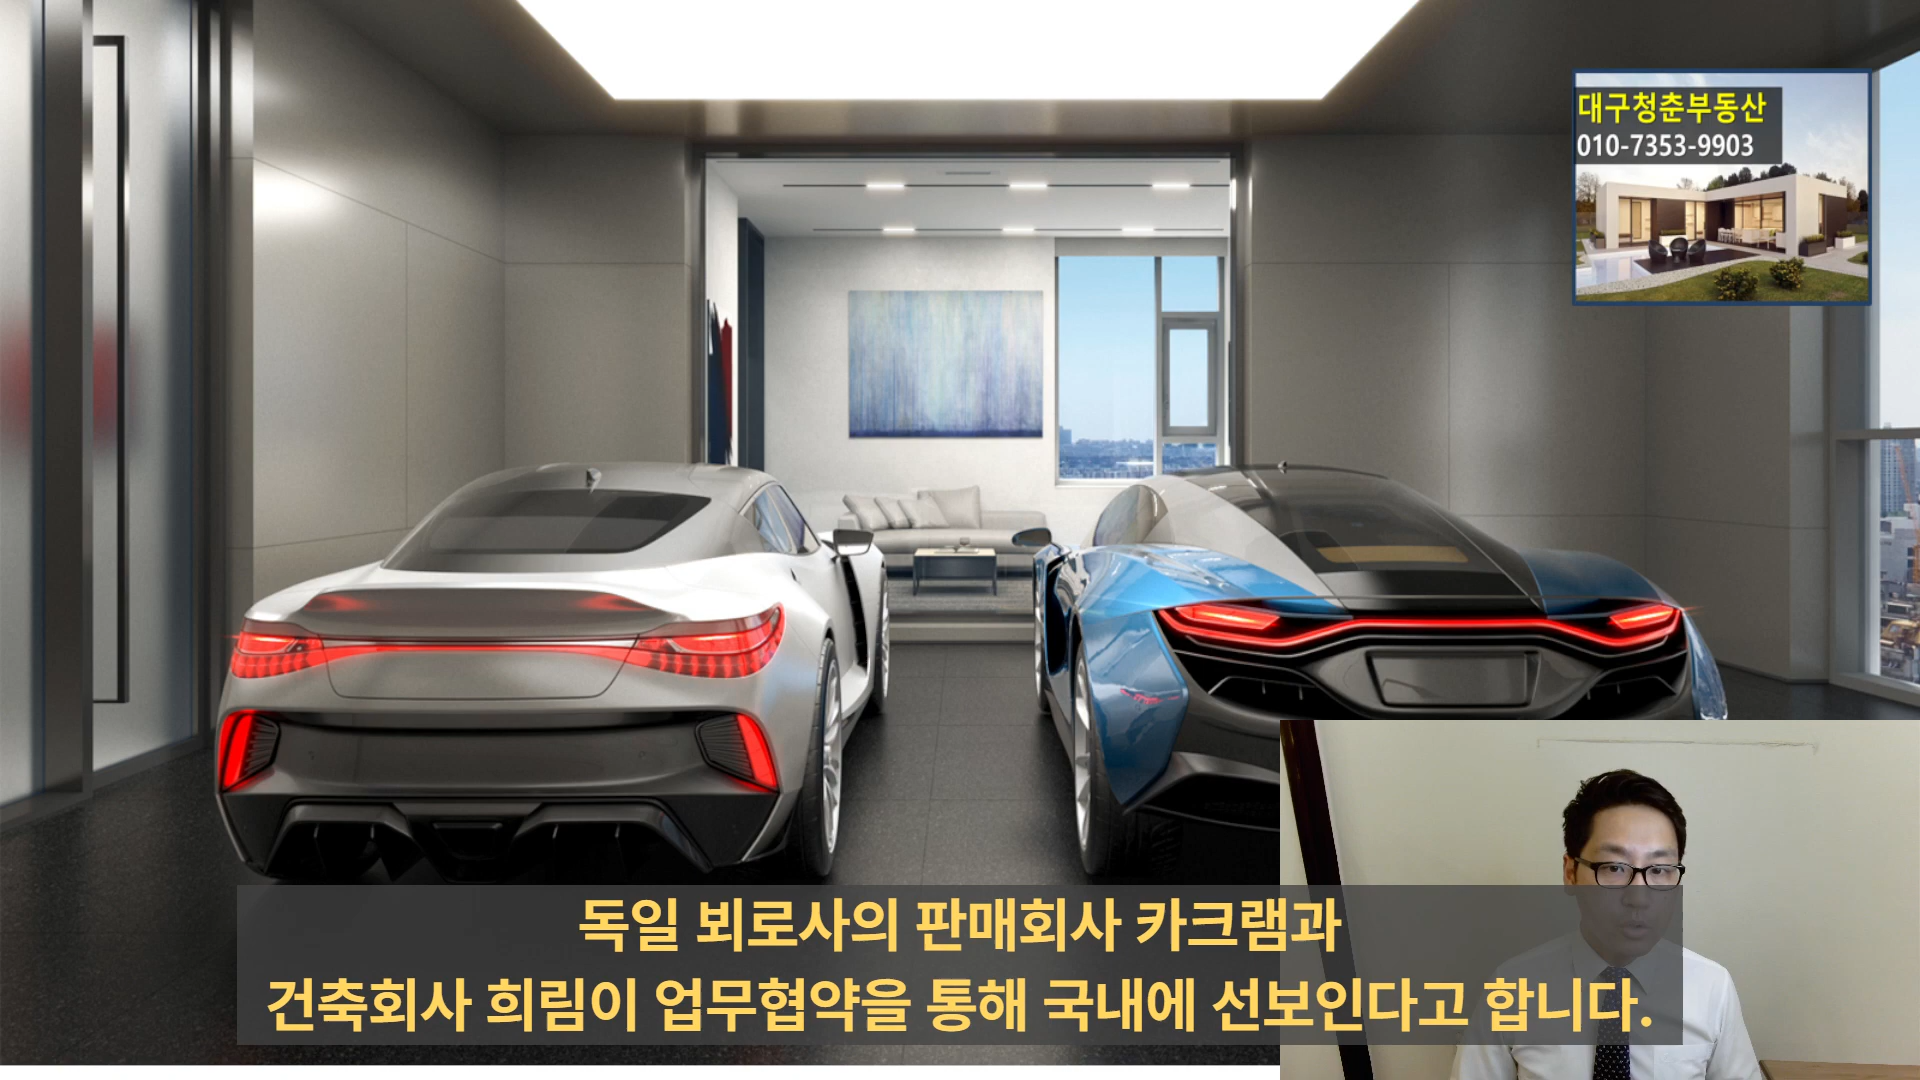 대구청춘부동산
010-7353-9903
독일 뵈로사의 판매회사 카크램과
건축회사 희림이 업무협약을 통해 국내에 선보인다고 합니다.